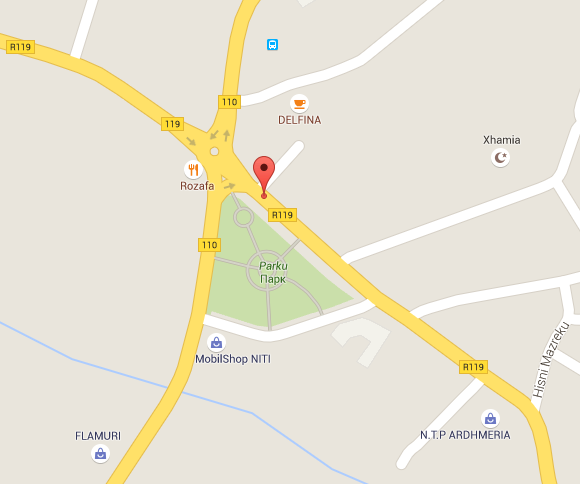 R119
110
DELFINA
119
Xhamia
Rozafa
R119
110
Parku
Парк
MobilShop NITI
Hisni Mazreku
R119
FLAMURI
N.T.P ARDHMERIA